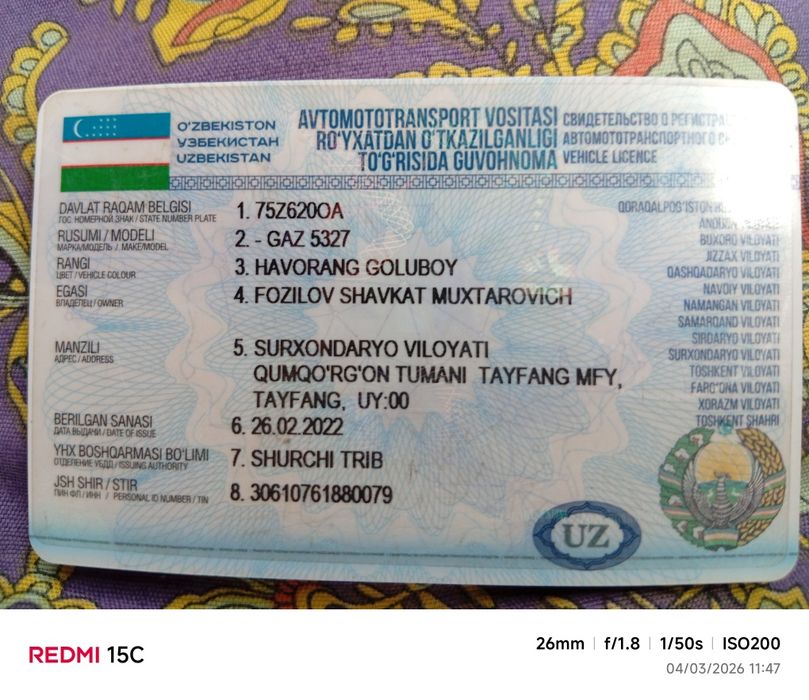 O'ZBEKISTON
УЗБЕКИСТАН
UZBEKISTAN
AVTOMOTOTRANSPORT VOSITASI
RO'YXATDAN O'TKAZILGANLIGI
TO'G'RISIDA GUVOHNOMA
СВИДЕТЕЛЬСТВО О
АВТОМОТОТРАНСПОРТНОГО
VEHICLE LICENCE
DAVLAT RAQAM BELGISI
ГОС. НОМЕРНОЙ ЗНАК / STATE NUMBER PLATE
1. 75Z620OA
RUSUMI / MODELI
МАРКА/МОДЕЛЬ / MAKE/MODEL
2. - GAZ 5327
RANGI
ЦВЕТ / VEHICLE COLOUR
3. HAVORANG GOLUBOY
EGASI
ВЛАДЕЛЕЦ / OWNER
4. FOZILOV SHAVKAT MUXTAROVICH
MANZILI
АДРЕС / ADDRESS
5. SURXONDARYO VILOYATI
QUMQO'RG'ON TUMANI TAYFANG MFY,
TAYFANG, UY:00
BERILGAN SANASI
ДАТА ВЫДАЧИ / DATE OF ISSUE
6. 26.02.2022
YHX BOSHQARMASI BO'LIMI
ОТДЕЛЕНИЕ УБДД / ISSUING AUTHORITY
7. SHURCHI TRIB
JSH SHIR / STIR
ПИН ФЛ / ИНН / PERSONAL ID NUMBER / TIN
8. 30610761880079
QORAQALPOG'ISTON
BUXORO VILOYATI
JIZZAX VILOYATI
QASHQADARYO VILOYATI
NAVOIY VILOYATI
NAMANGAN VILOYATI
SAMARQAND VILOYATI
SIRDARYO VILOYATI
SURXONDARYO VILOYATI
TOSHKENT VILOYATI
FARG'ONA VILOYATI
XORAZM VILOYATI
TOSHKENT SHAHRI
UZ
REDMI 15C
26mm | f/1.8 | 1/50s | ISO200
04/03/2026 11:47